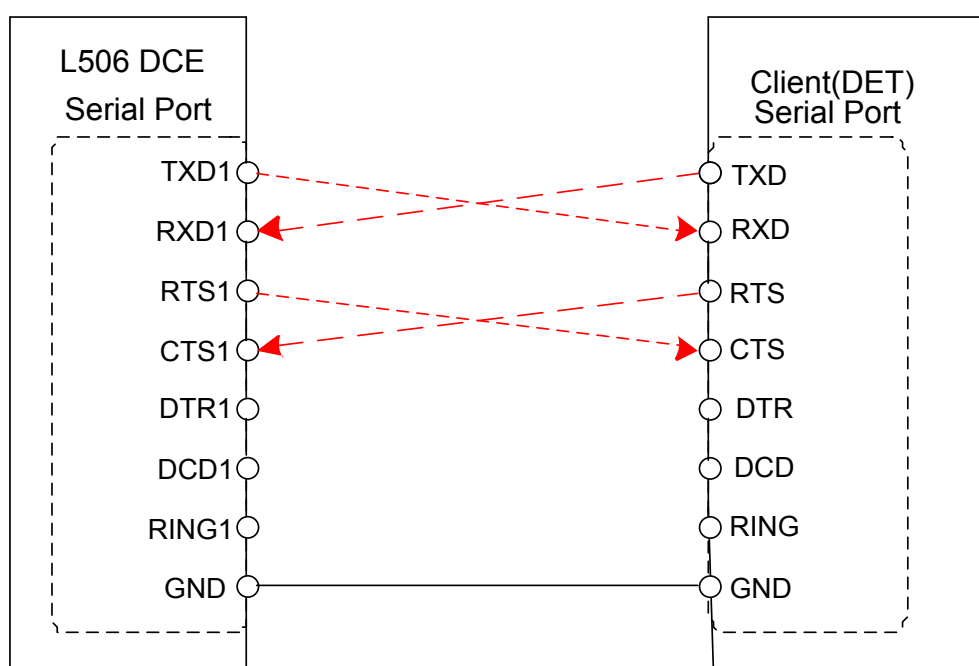 L506 DCE
Serial Port
TXD1
RXD1
RTS1
CTS1
DTR1
DCD1
RING1
GND
Client(DET)
Serial Port
TXD
RXD
RTS
CTS
DTR
DCD
RING
GND